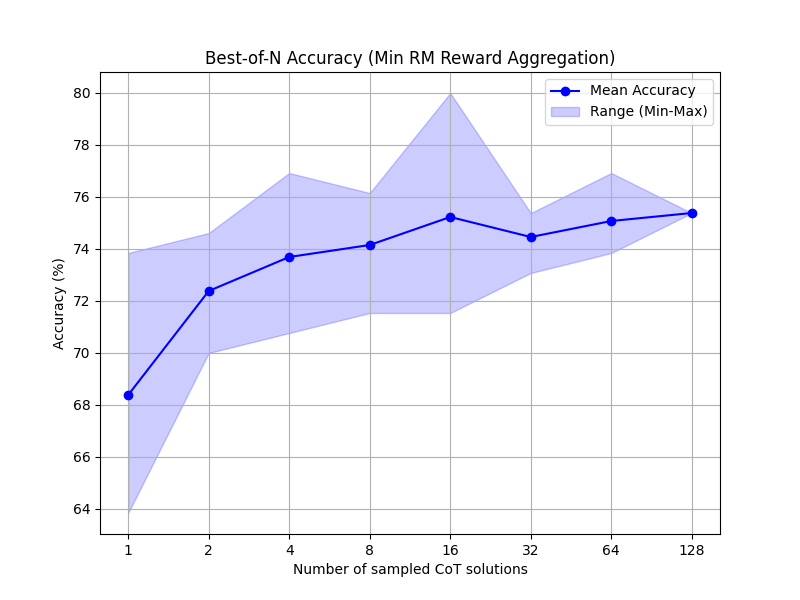 Best-of-N Accuracy (Min RM Reward Aggregation)
Mean Accuracy
Range (Min-Max)
Accuracy (%)
80
78
76
74
72
70
68
66
64
1 2 4 8 16 32 64 128
Number of sampled CoT solutions